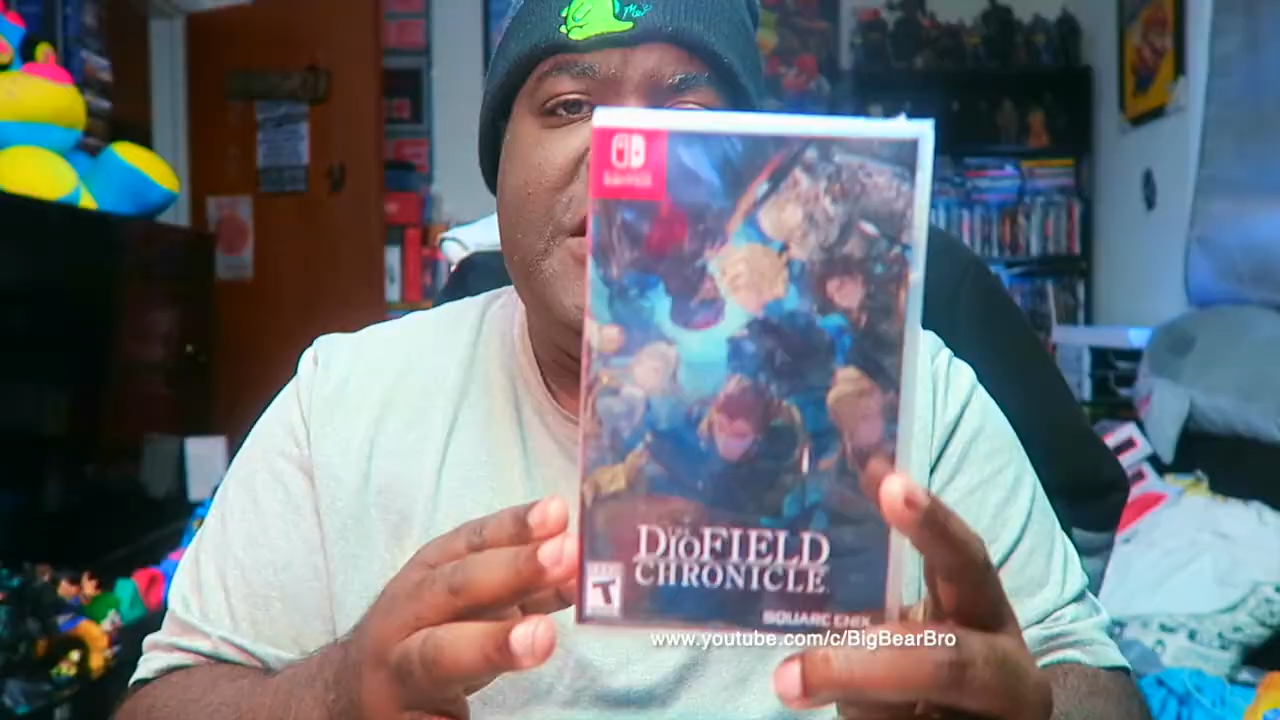 THE
DioFIELD
CHRONICLE
T
SQUARE ENIX
www.youtube.com/c/BigBearBro